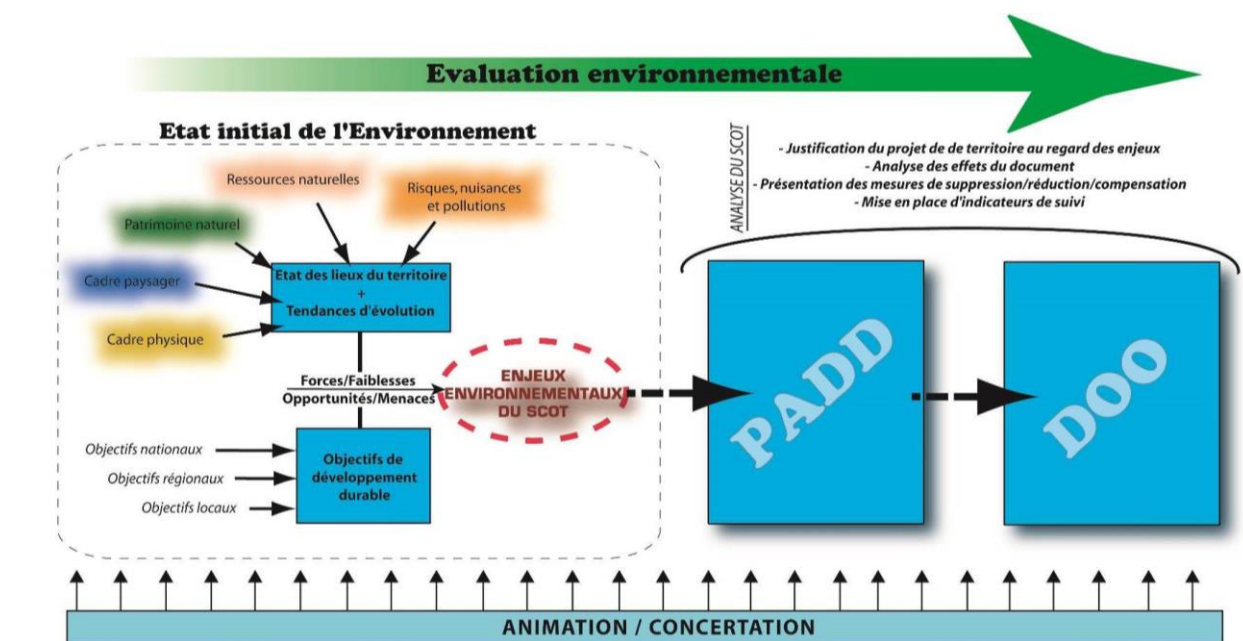 Evaluation environnementale
Etat initial de l'Environnement
Ressources naturelles
Risques, nuisances
et pollutions
Patrimoine naturel
Cadre paysager
Cadre physique
Etat des lieux du territoire
+
Tendances d'évolution
Forces/Faiblesses
Opportunités/Menaces
ENJEUX
ENVIRONNEMENTAUX
DU SCOT
Objectifs nationaux
Objectifs régionaux
Objectifs locaux
Objectifs de
développement
durable
ANALYSE DU SCOT
- Justification du projet de de territoire au regard des enjeux
- Analyse des effets du document
- Présentation des mesures de suppression/réduction/compensation
- Mise en place d'indicateurs de suivi
PADD
DOO
ANIMATION / CONCERTATION